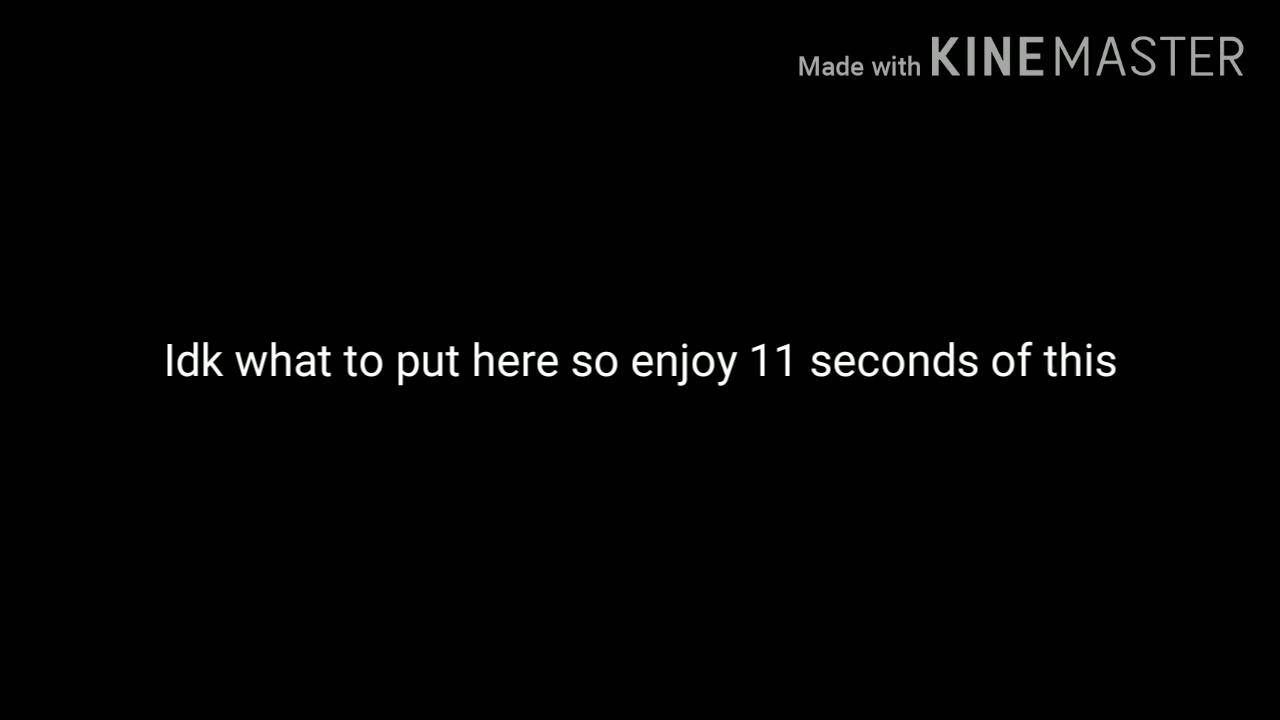 Made with KINEMASTER
Idk what to put here so enjoy 11 seconds of this